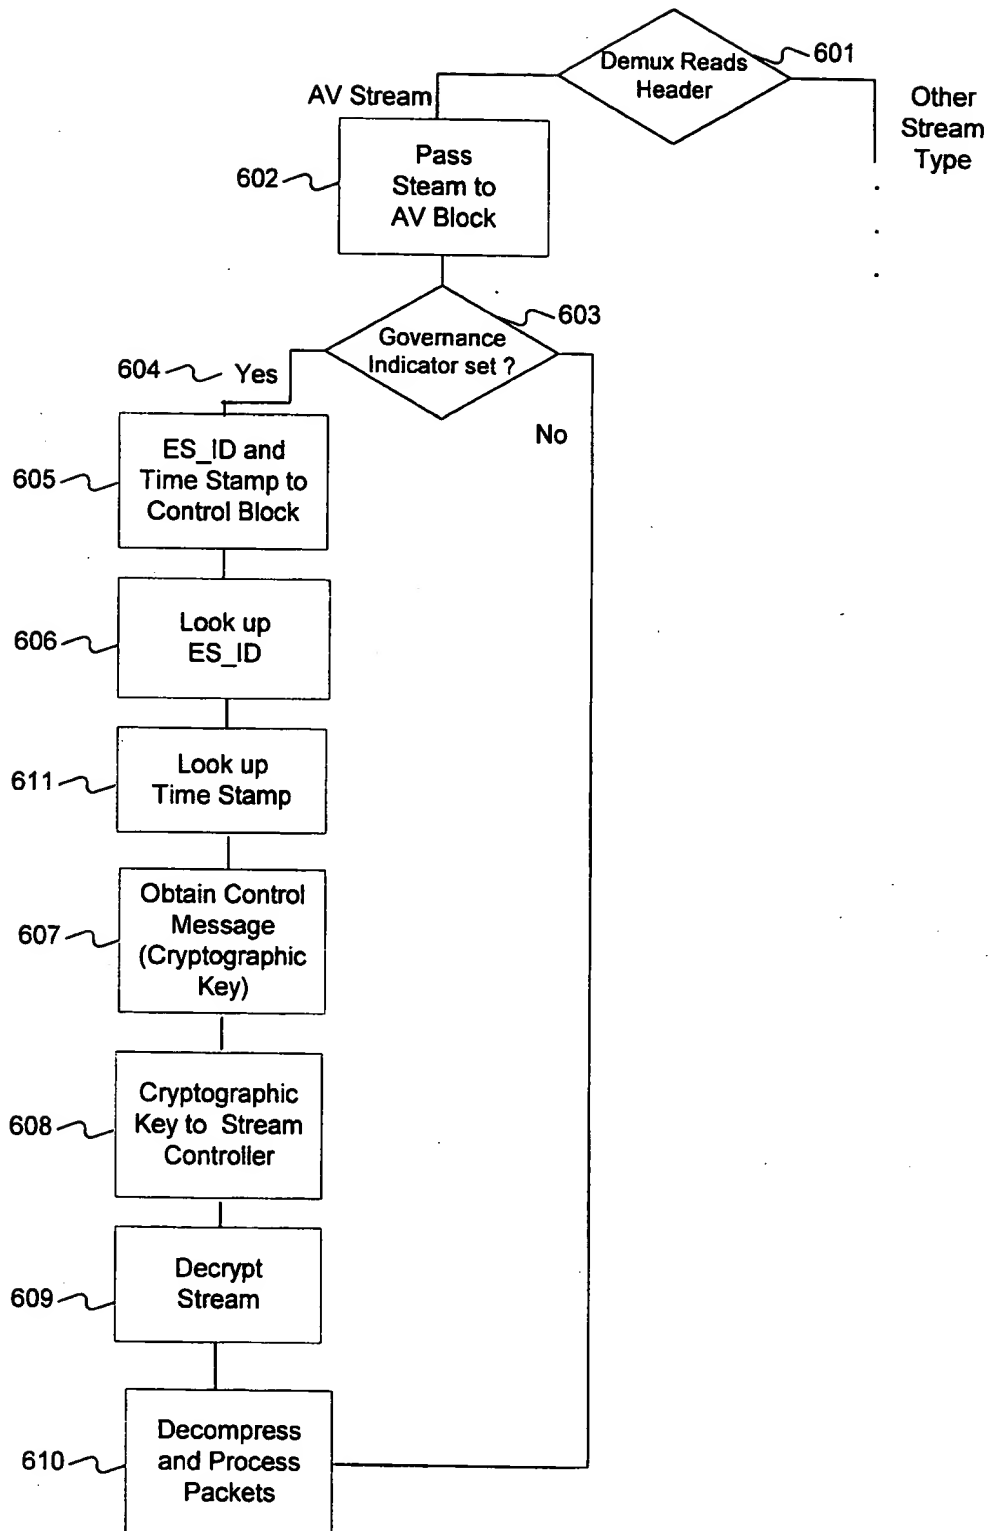 Demux Reads
Header
601
AV Stream
Other
Stream
Type
Pass
Steam to
AV Block
602
603
Governance
Indicator set ?
604
Yes
No
ES_ID and
Time Stamp to
Control Block
605
Look up
ES_ID
606
Look up
Time Stamp
611
Obtain Control
Message
(Cryptographic
Key)
607
Cryptographic
Key to Stream
Controller
608
Decrypt
Stream
609
Decompress
and Process
Packets
610